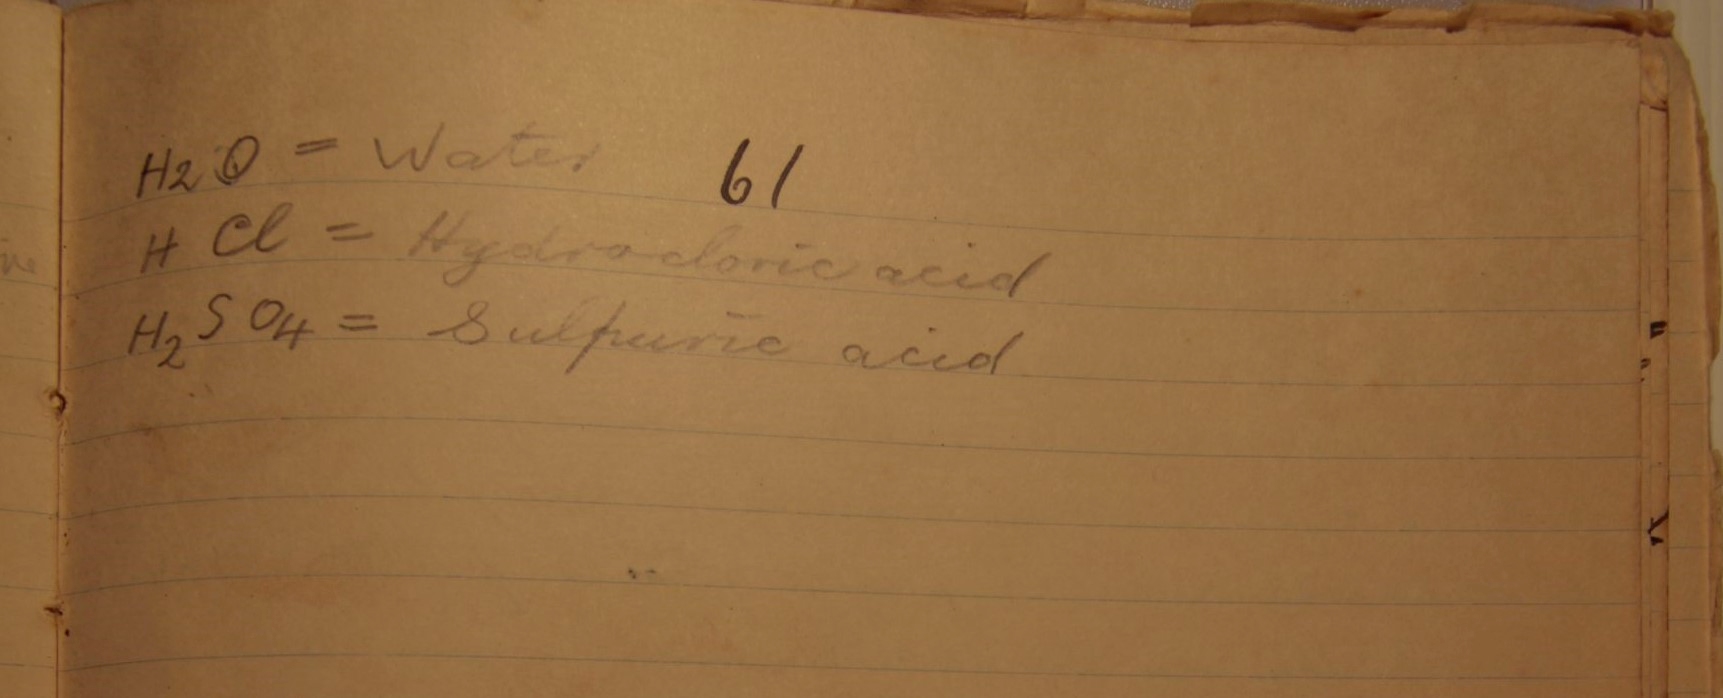 H2O = Water 61
H Cl = Hydrocloric acid
H2SO4 = Sulpuric acid